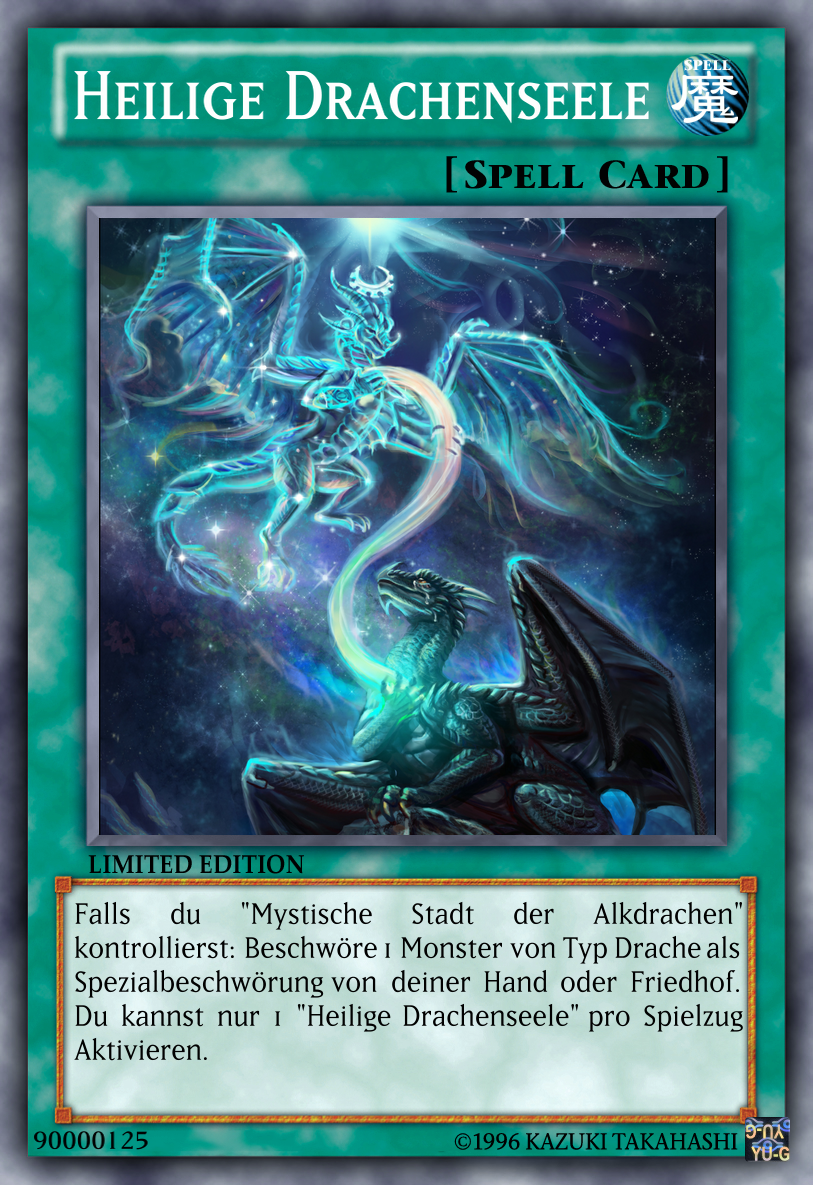 Heilige Drachenseele
SPELL
魔
[Spell Card]
LIMITED EDITION
Falls du "Mystische Stadt der Alkdrachen"
kontrollierst: Beschwöre 1 Monster von Typ Drache als
Spezialbeschwörung von deiner Hand oder Friedhof.
Du kannst nur 1 "Heilige Drachenseele" pro Spielzug
Aktivieren.
90000125
©1996 KAZUKI TAKAHASHI
YU-G
YU-G